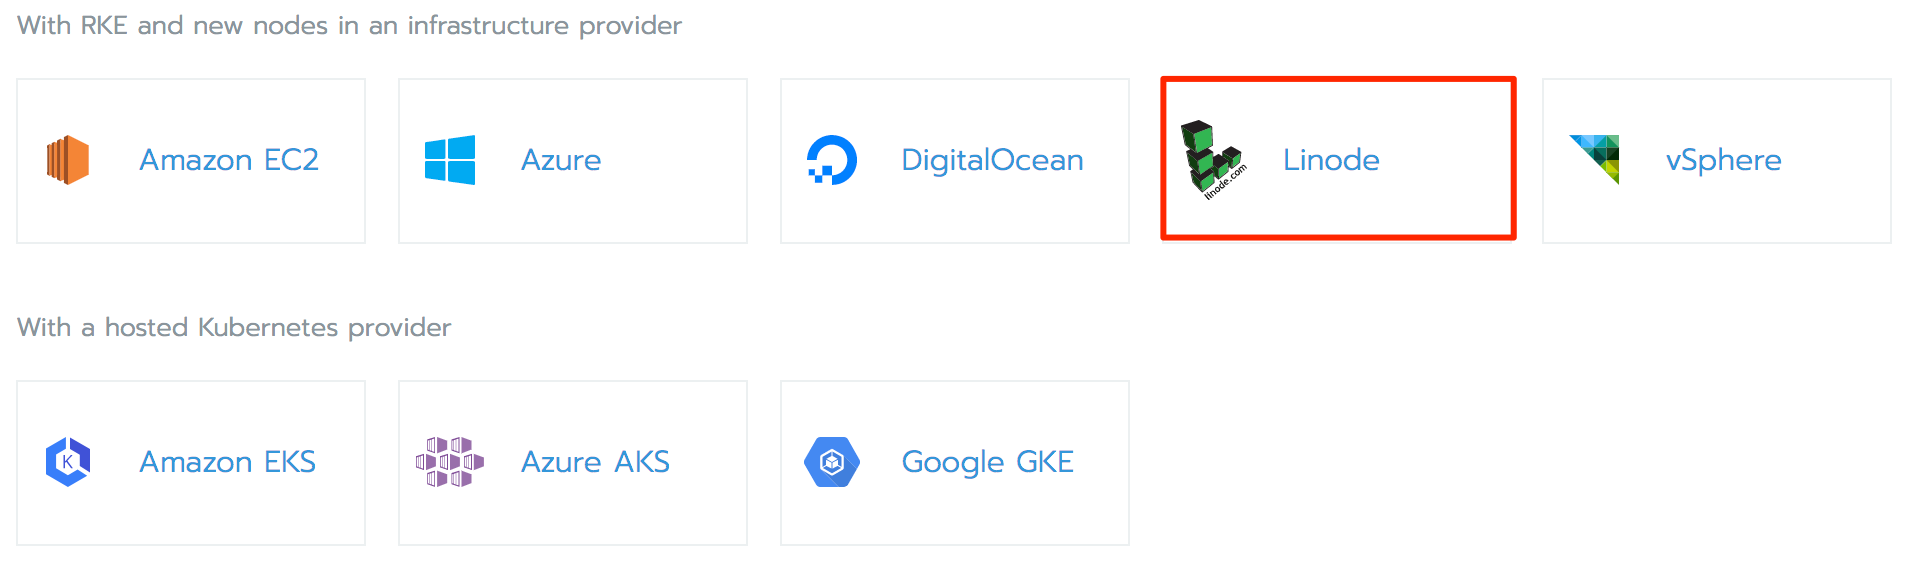 With RKE and new nodes in an infrastructure provider
Amazon EC2
Azure
DigitalOcean
linode.com
Linode
vSphere
With a hosted Kubernetes provider
K
Amazon EKS
Azure AKS
Google GKE